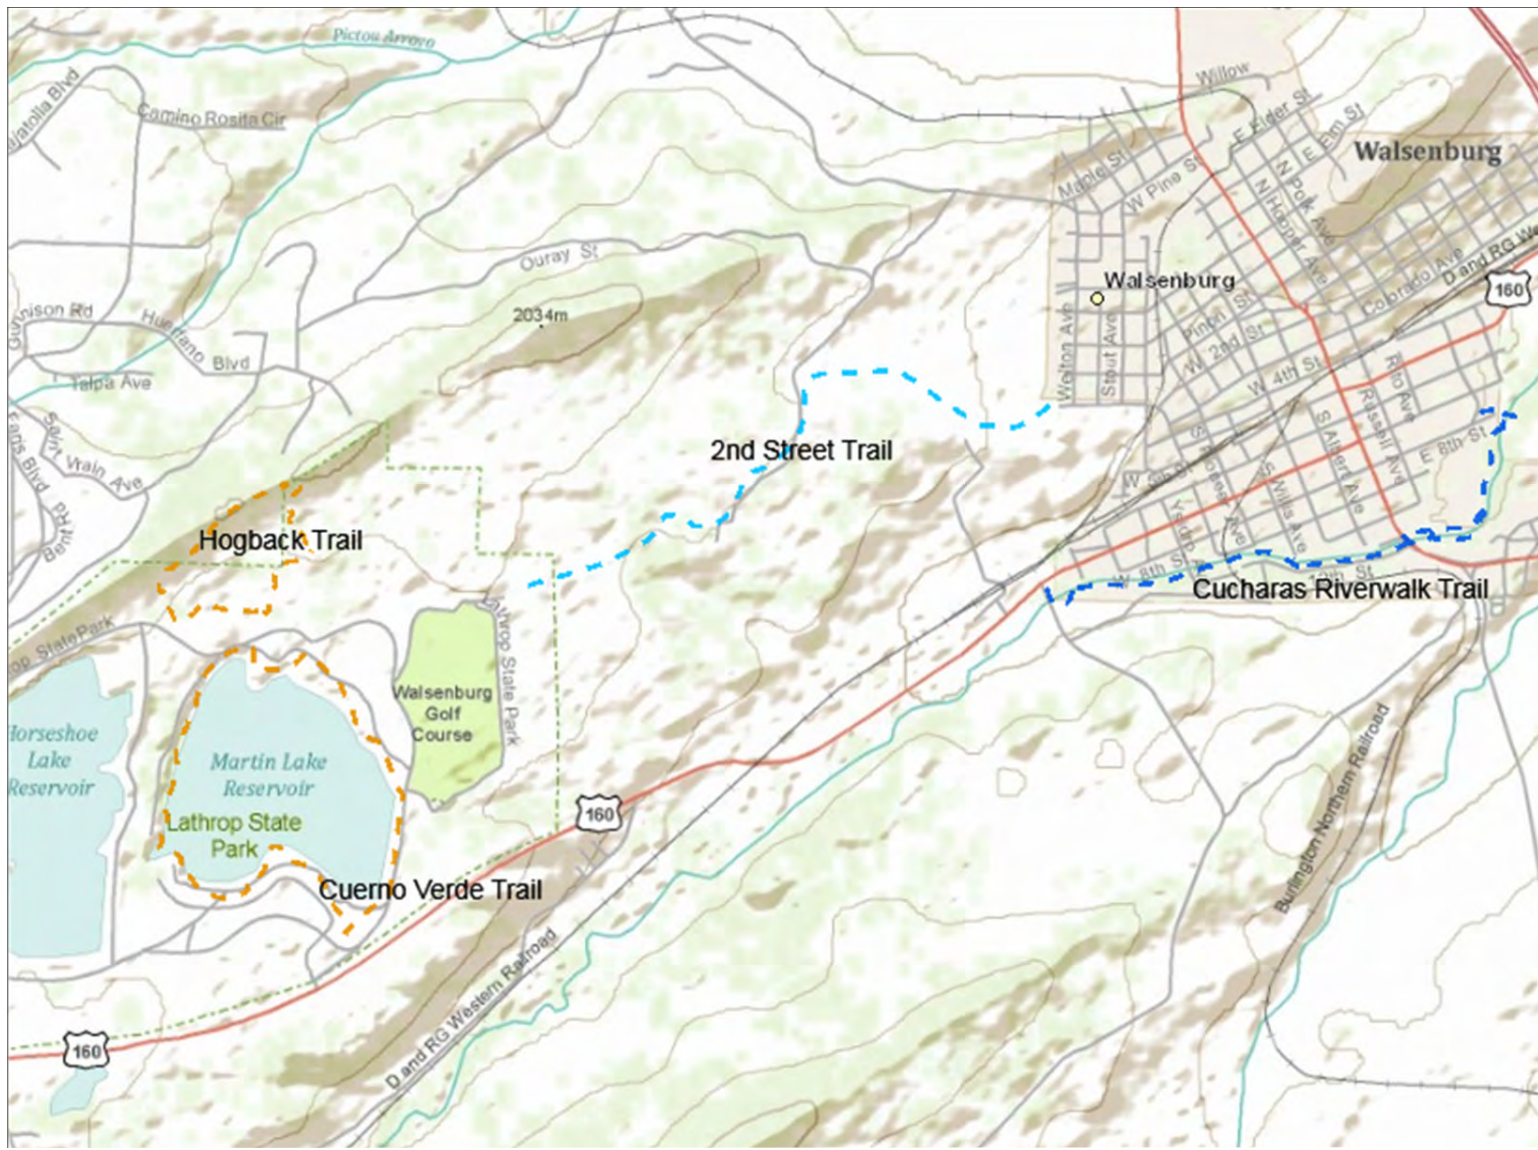 Pictou Arroyo
Camino Rosita Cir
Willow
E Elder St
E Elm St
Walsenburg
Maple St
W Pine St
N Polk Ave
N Hooper Ave
Ouray St
Walsenburg
Colorado Ave
D and RG We
160
2034m
Huerfano Blvd
Talpa Ave
Welton Ave
Stout Ave
Pinon St
W 2nd St
W 4th St
Rio Ave
Russell Ave
S Albert Ave
E 8th St
2nd Street Trail
Saint Vrain Ave
Bent Rd
Hogback Trail
W 8th St
Cucharas Riverwalk Trail
Lathrop State Park
Walsenburg
Golf
Course
Horseshoe
Lake
Reservoir
Martin Lake
Reservoir
Lathrop State
Park
160
Cuerno Verde Trail
Burlington Northern Railroad
D and RG Western Railroad
160